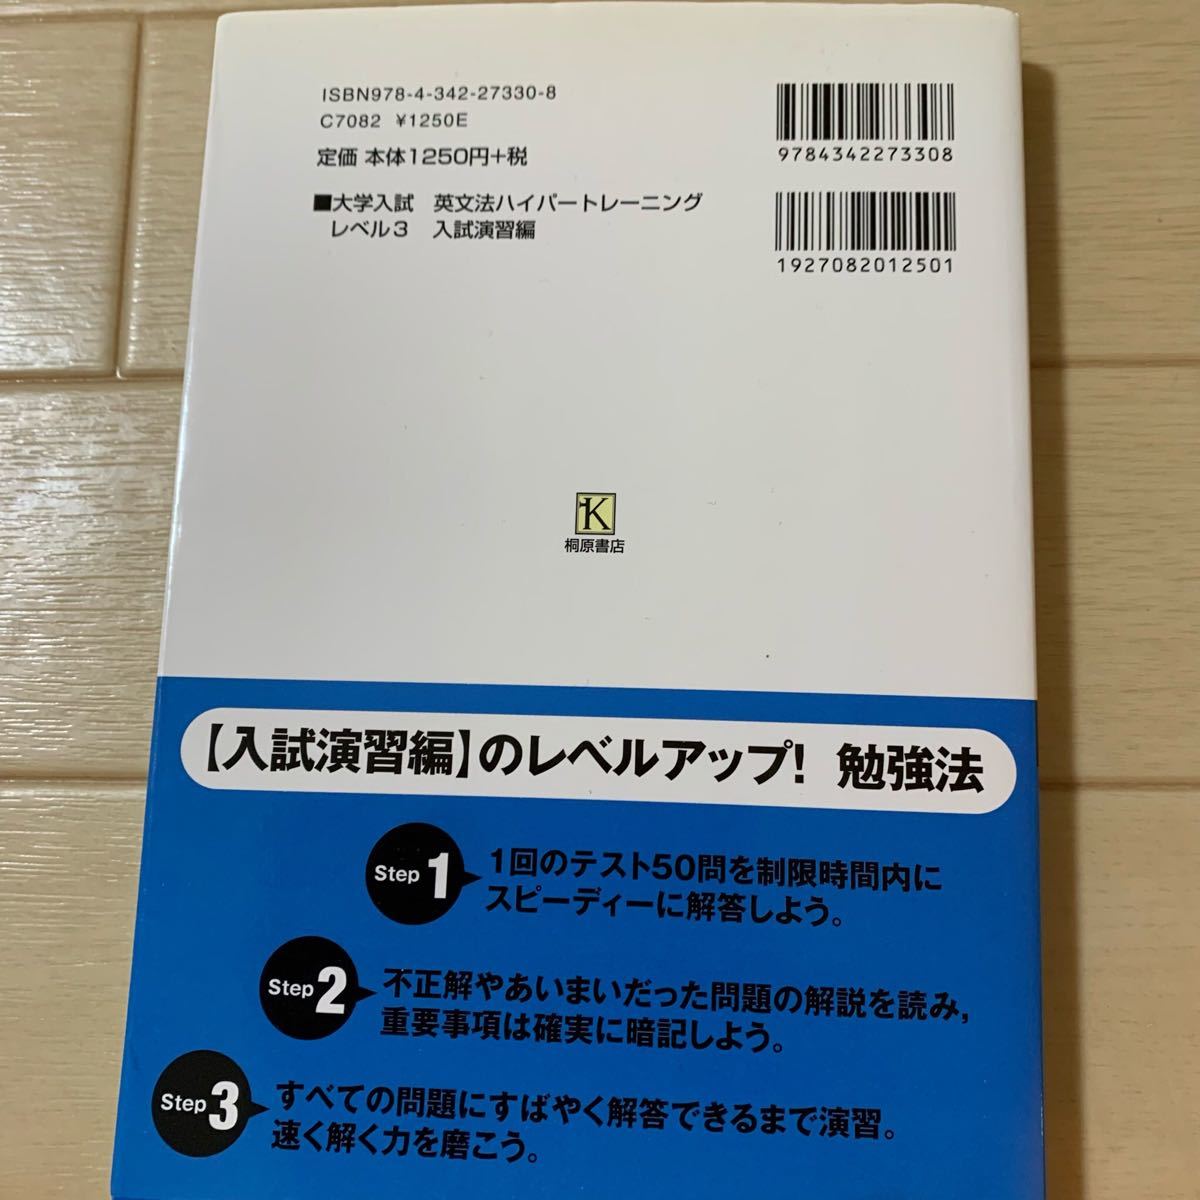 ISBN978-4-342-27330-8
C7082 ¥1250E
定価 本体1250円+税
■大学入試 英文法ハイパートレーニング
レベル3 入試演習編
9784342273308
1927082012501
K
桐原書店
【入試演習編】のレベルアップ! 勉強法
Step 1
1回のテスト50問を制限時間内に
スピーディーに解答しよう。
Step 2
不正解やあいまいだった問題の解説を読み,
重要事項は確実に暗記しよう。
Step 3
すべての問題にすばやく解答できるまで演習。
速く解く力を磨こう。